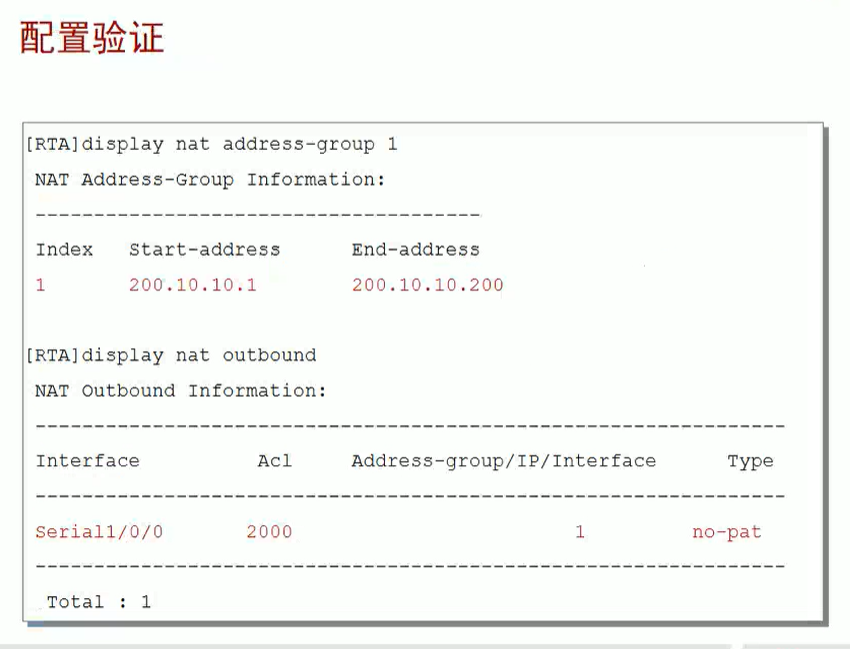 配置验证
[RTA]display nat address-group 1
NAT Address-Group Information:
--------------------------------------
Index Start-address End-address
1 200.10.10.1 200.10.10.200
[RTA]display nat outbound
NAT Outbound Information:
----------------------------------------------------------------
Interface Acl Address-group/IP/Interface Type
----------------------------------------------------------------
Serial1/0/0 2000 1 no-pat
----------------------------------------------------------------
Total : 1